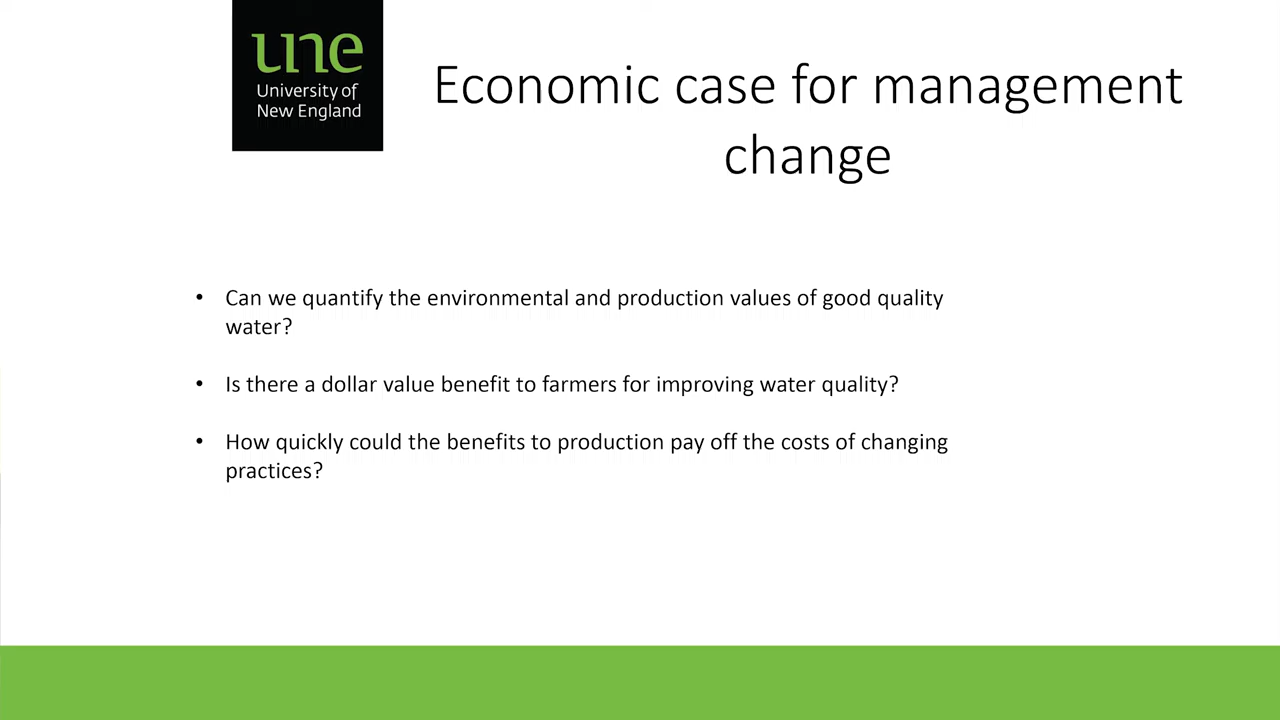 une
University of
New England
Economic case for management
change
• Can we quantify the environmental and production values of good quality
water?
• Is there a dollar value benefit to farmers for improving water quality?
• How quickly could the benefits to production pay off the costs of changing
practices?